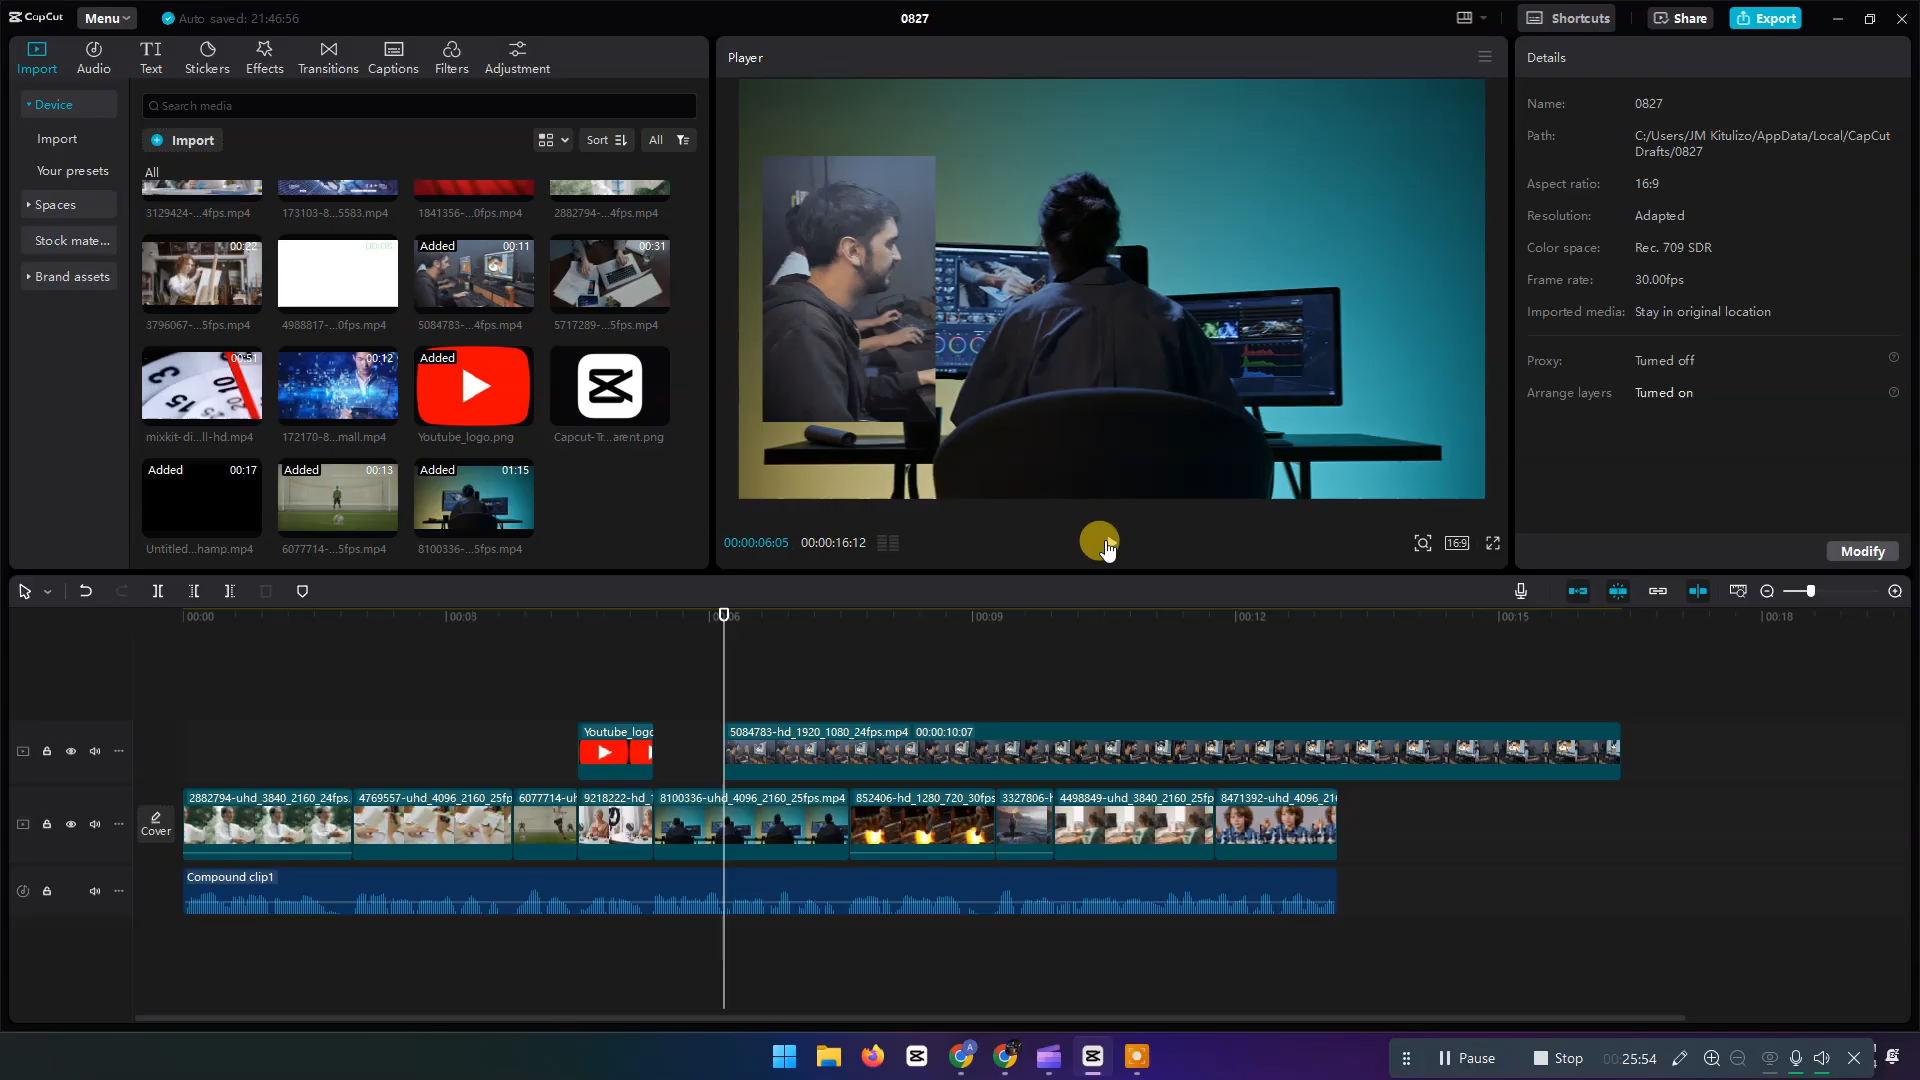 CapCut
Menu
Auto saved: 21:46:56
0827
Shortcuts
Share
Export
Import
Audio
TI
Text
Stickers
Effects
Transitions
Captions
Filters
Adjustment
Device
Import
Your presets
Spaces
Stock mate...
Brand assets
Search media
Import
Sort
All
All
3129424-...4fps.mp4
173103-8...5583.mp4
1841356-...0fps.mp4
2882794-...4fps.mp4
00:22
Added 00:11
00:31
3796067-...5fps.mp4
4988817-...0fps.mp4
5084783-...4fps.mp4
5717289-...5fps.mp4
00:51
00:12
Added
mixkit-di...ll-hd.mp4
172170-8...mall.mp4
Youtube_logo.png
Capcut-Tr...arent.png
Added 00:17
Added 00:13
Added 01:15
Untitled...hamp.mp4
6077714-...5fps.mp4
8100336-...5fps.mp4
Player
00:00:06:05
00:00:16:12
16:9
Details
Name: 0827
Path: C:/Users/JM Kitulizo/AppData/Local/CapCut
Drafts/0827
Aspect ratio: 16:9
Resolution: Adapted
Color space: Rec. 709 SDR
Frame rate: 30.00fps
Imported media: Stay in original location
Proxy: Turned off
Arrange layers Turned on
Modify
00:00
00:03
00:09
00:12
00:15
00:18
Youtube_logo
5084783-hd_1920_1080_24fps.mp4 00:00:10:07
Cover
2882794-uhd_3840_2160_24fps.
4769557-uhd_4096_2160_25fp
6077714-uh
9218222-hd_1
8100336-uhd_4096_2160_25fps.mp4
852406-hd_1280_720_30fps
3327806-h
4498849-uhd_3840_2160_25fp
8471392-uhd_4096_216
Compound clip1
Pause
Stop
00:25:54